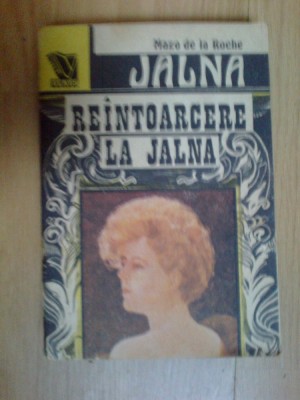 Mazo de la Roche
JALNA
REÎNTOARCERE
LA JALNA